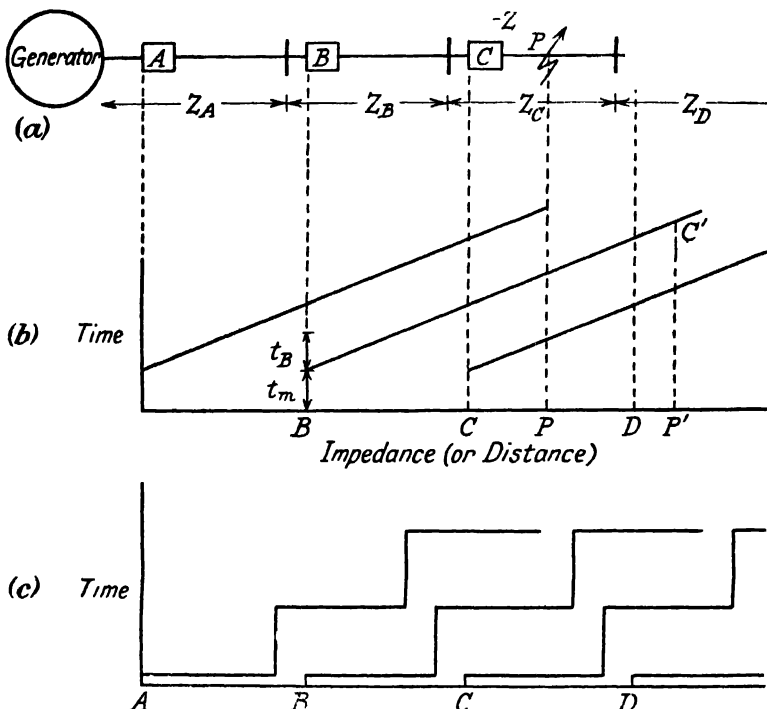 -Z
Generator A B C P
Z_A Z_B Z_C Z_D
(a)
C'
(b) Time
t_B
t_m
B C P D P'
Impedance (or Distance)
(c) Time
A B C D